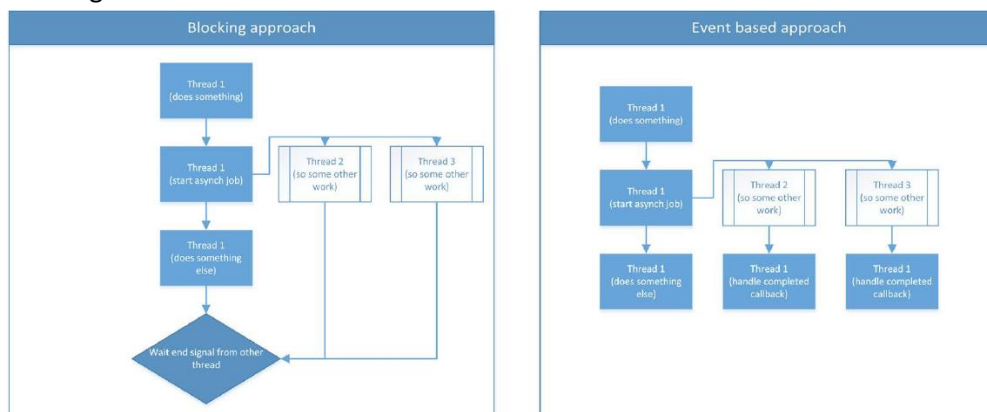 Blocking approach
Thread 1
(does something)
Thread 1
(start asynch job)
Thread 2
(so some other
work)
Thread 3
(so some other
work)
Thread 1
(does something
else)
Wait end signal from other
thread
Event based approach
Thread 1
(does something)
Thread 1
(start asynch job)
Thread 2
(so some other
work)
Thread 3
(so some other
work)
Thread 1
(does something
else)
Thread 1
(handle completed
callback)
Thread 1
(handle completed
callback)